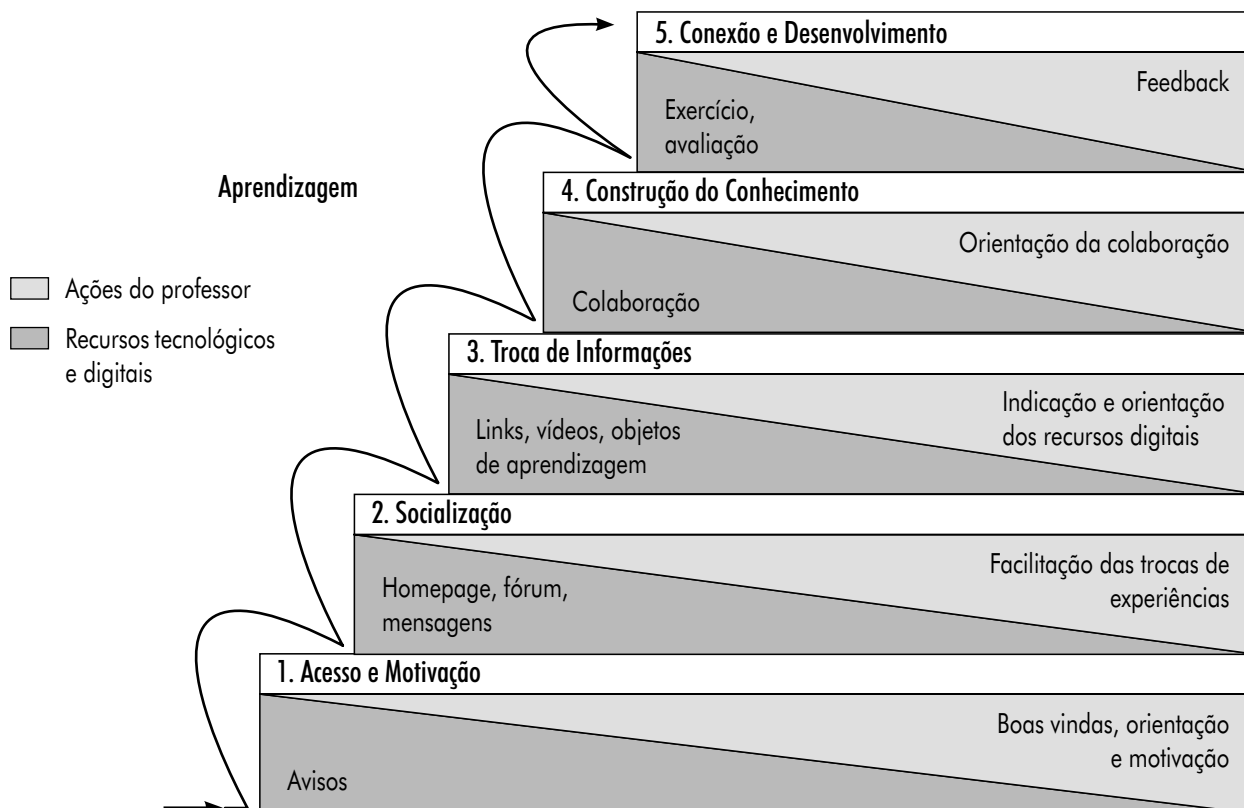 5. Conexão e Desenvolvimento
Feedback
Exercício,
avaliação
Aprendizagem
4. Construção do Conhecimento
Orientação da colaboração
Colaboração
Ações do professor
Recursos tecnológicos
e digitais
3. Troca de Informações
Indicação e orientação
dos recursos digitais
Links, vídeos, objetos
de aprendizagem
2. Socialização
Facilitação das trocas de
experiências
Homepage, fórum,
mensagens
1. Acesso e Motivação
Boas vindas, orientação
e motivação
Avisos